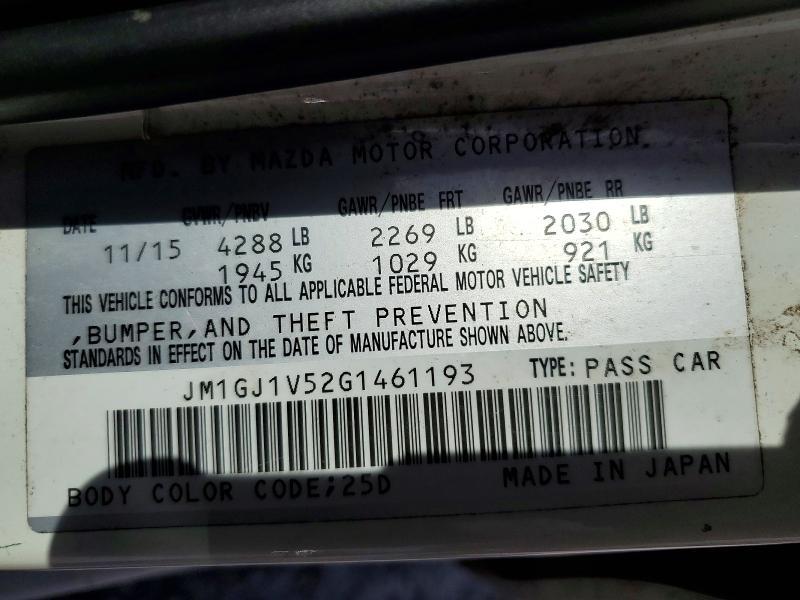 MFD. BY MAZDA MOTOR CORPORATION
DATE GVWR/PNBV GAWR/PNBE FRT GAWR/PNBE RR
11/15 4288 LB 2269 LB 2030 LB
1945 KG 1029 KG 921 KG
THIS VEHICLE CONFORMS TO ALL APPLICABLE FEDERAL MOTOR VEHICLE SAFETY
,BUMPER,AND THEFT PREVENTION
STANDARDS IN EFFECT ON THE DATE OF MANUFACTURE SHOWN ABOVE.
JM1GJ1V52G1461193 TYPE: PASS CAR
BODY COLOR CODE;25D MADE IN JAPAN